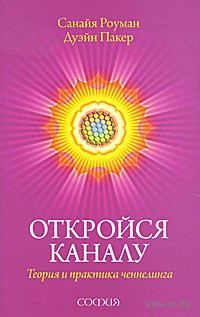 Санайя Роуман
Дуэйн Пакер
ОТКРОЙСЯ
КАНАЛУ
Теория и практика ченнелинга
СОФИЯ